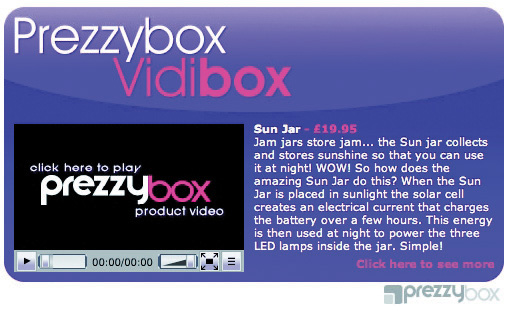 Prezzybox
Vidibox
click here to play
prezzybox
product video
00:00/00:00
Sun Jar - £19.95
Jam jars store jam... the Sun jar collects
and stores sunshine so that you can use
it at night! WOW! So how does the
amazing Sun Jar do this? When the Sun
Jar is placed in sunlight the solar cell
creates an electrical current that charges
the battery over a few hours. This energy
is then used at night to power the three
LED lamps inside the jar. Simple!
Click here to see more
prezzybox